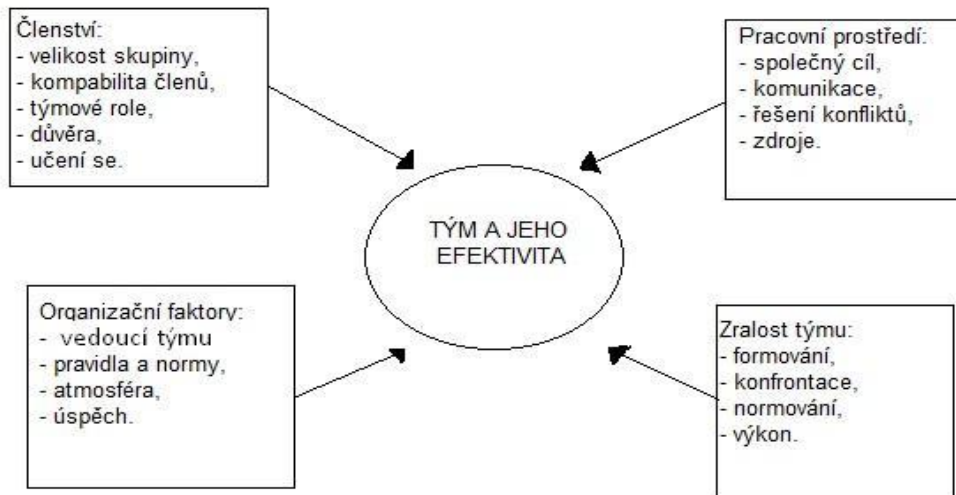 Členství:
- velikost skupiny,
- kompabilita členů,
- týmové role,
- důvěra,
- učení se.
Pracovní prostředí:
- společný cíl,
- komunikace,
- řešení konfliktů,
- zdroje.
TÝM A JEHO
EFEKTIVITA
Organizační faktory:
- vedoucí týmu
- pravidla a normy,
- atmosféra,
- úspěch.
Zralost týmu:
- formování,
- konfrontace,
- normování,
- výkon.